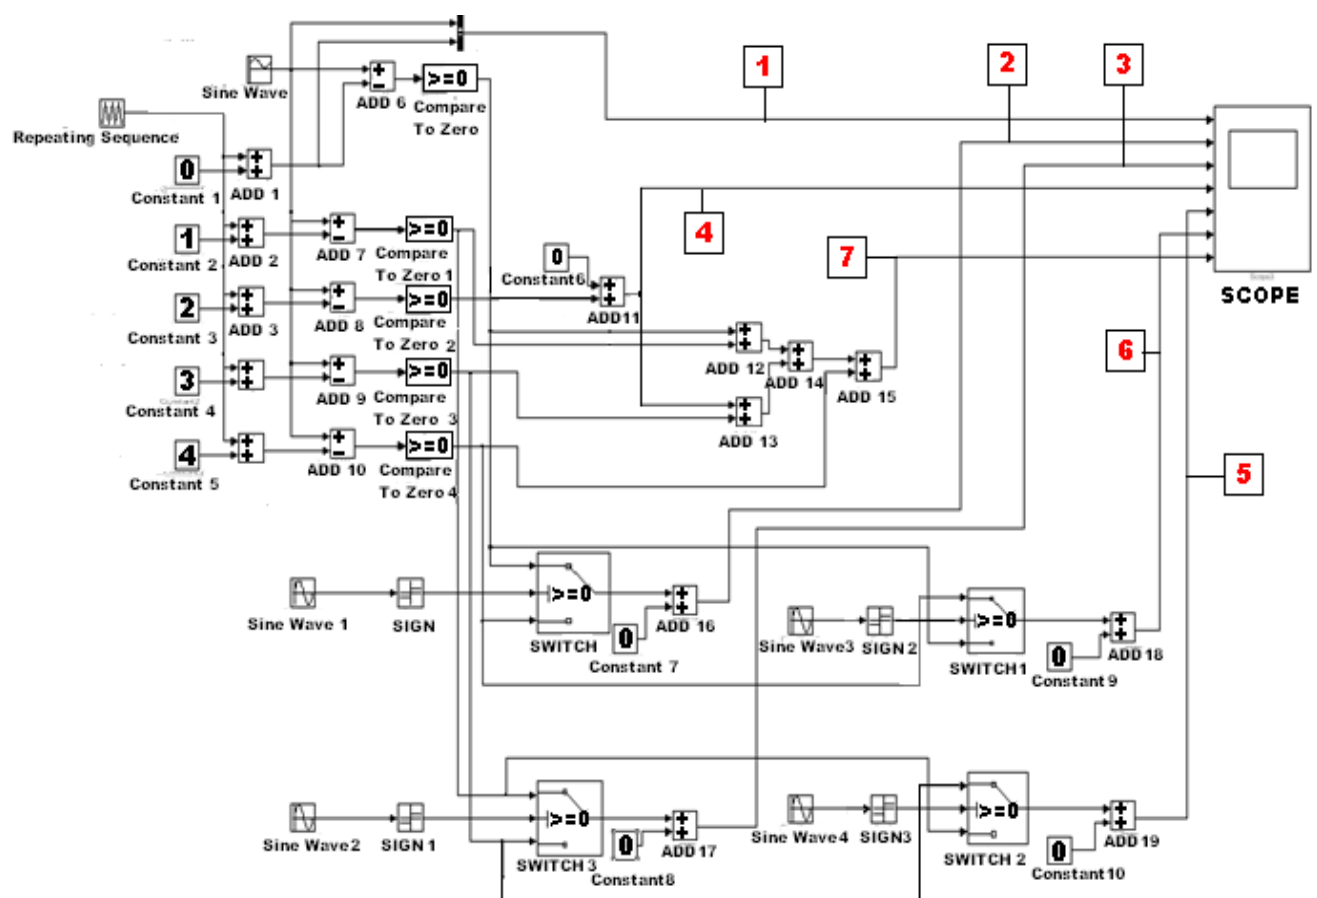 1
2
3
Sine Wave
+
−
ADD 6
>=0
Compare
To Zero
Repeating Sequence
0
Constant 1
+
+
ADD 1
1
Constant 2
+
+
ADD 2
+
−
ADD 7
>=0
Compare
To Zero 1
4
7
0
Constant6
+
+
ADD11
SCOPE
2
Constant 3
+
+
ADD 3
+
−
ADD 8
>=0
Compare
To Zero 2
+
+
ADD 12
+
+
ADD 14
+
+
ADD 15
6
3
Constant 4
+
+
+
−
ADD 9
>=0
Compare
To Zero 3
+
+
ADD 13
4
Constant 5
+
+
+
−
ADD 10
>=0
Compare
To Zero 4
5
Sine Wave 1
SIGN
>=0
SWITCH
+
+
ADD 16
0
Constant 7
Sine Wave3
SIGN 2
>=0
SWITCH1
+
+
ADD 18
0
Constant 9
Sine Wave2
SIGN 1
>=0
SWITCH 3
+
+
ADD 17
0
Constant8
Sine Wave4
SIGN3
>=0
SWITCH 2
+
+
ADD 19
0
Constant 10